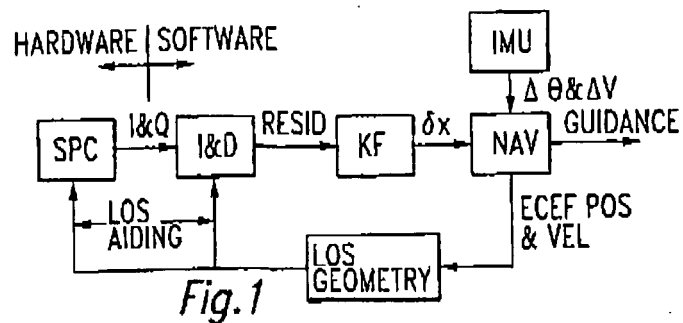 HARDWARE SOFTWARE
IMU
Δ θ&ΔV
I&Q RESID δx GUIDANCE
SPC I&D KF NAV
LOS
AIDING
ECEF POS
& VEL
LOS
GEOMETRY
Fig.1